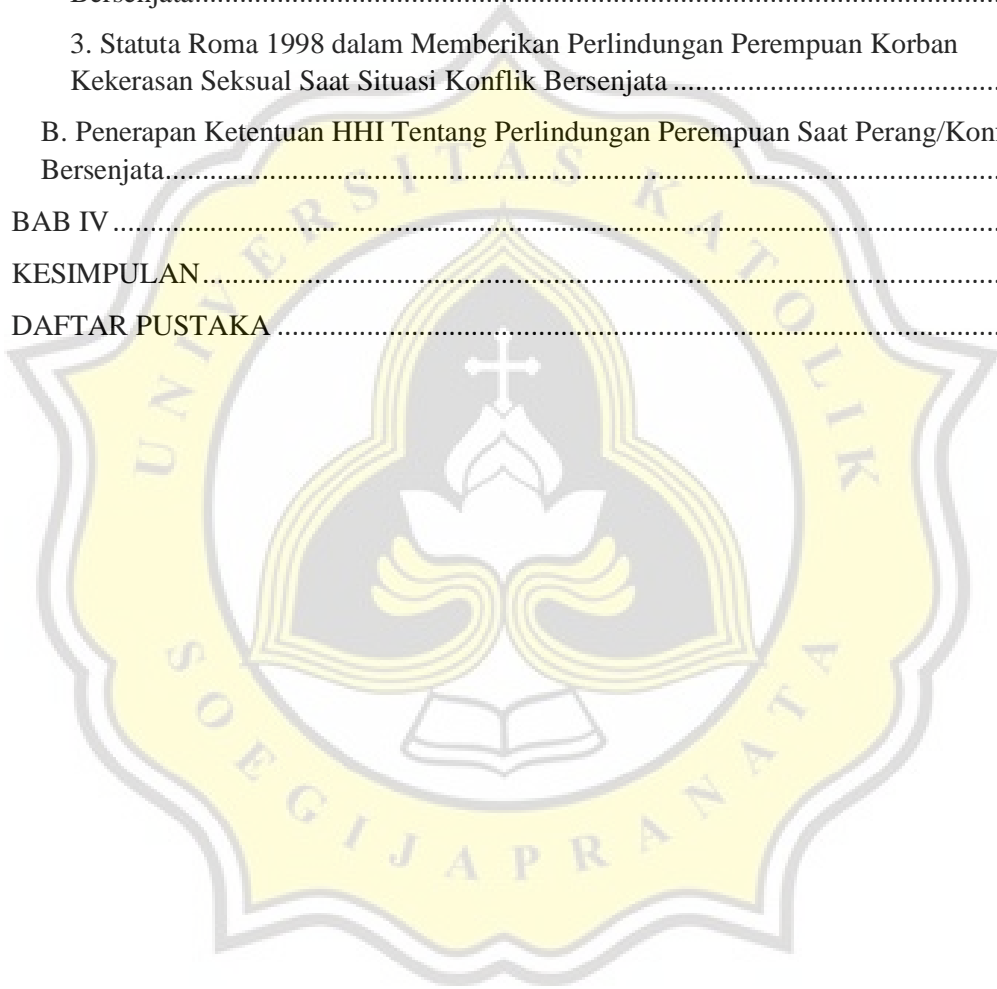 Bersenjata...............
3. Statuta Roma 1998 dalam Memberikan Perlindungan Perempuan Korban
Kekerasan Seksual Saat Situasi Konflik Bersenjata ...............
B. Penerapan Ketentuan HHI Tentang Perlindungan Perempuan Saat Perang/Kon
Bersenjata...............
BAB IV ...............
KESIMPULAN ...............
DAFTAR PUSTAKA ...............
UNIVERSITAS KATOLIK
SOEGIJAPRANATA